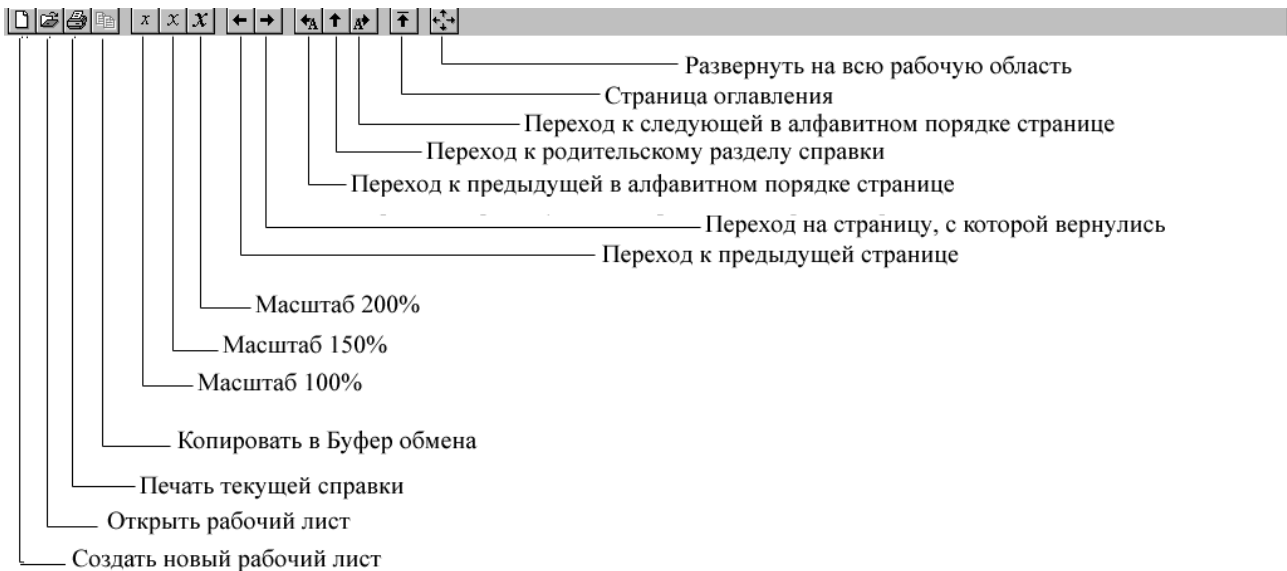 x x x A A
Развернуть на всю рабочую область
Страница оглавления
Переход к следующей в алфавитном порядке странице
Переход к родительскому разделу справки
Переход к предыдущей в алфавитном порядке странице
Переход на страницу, с которой вернулись
Переход к предыдущей странице
Масштаб 200%
Масштаб 150%
Масштаб 100%
Копировать в Буфер обмена
Печать текущей справки
Открыть рабочий лист
Создать новый рабочий лист